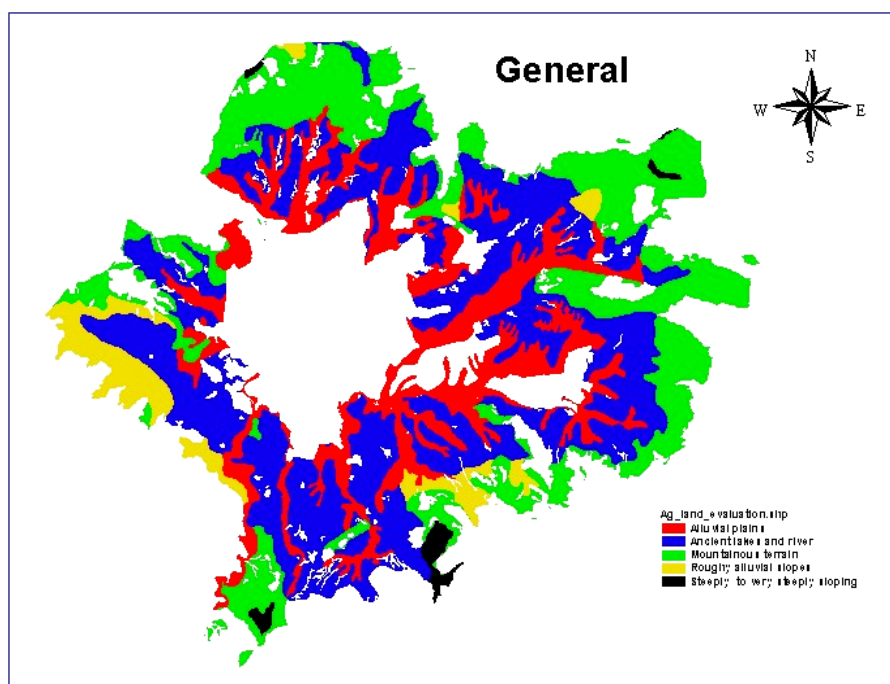 General
N
W E
S
Ag_land_evaluation.shp
Alluvial plains
Ancient lakes and river
Mountainous terrain
Roughly alluvial slopes
Steeply to very steeply sloping